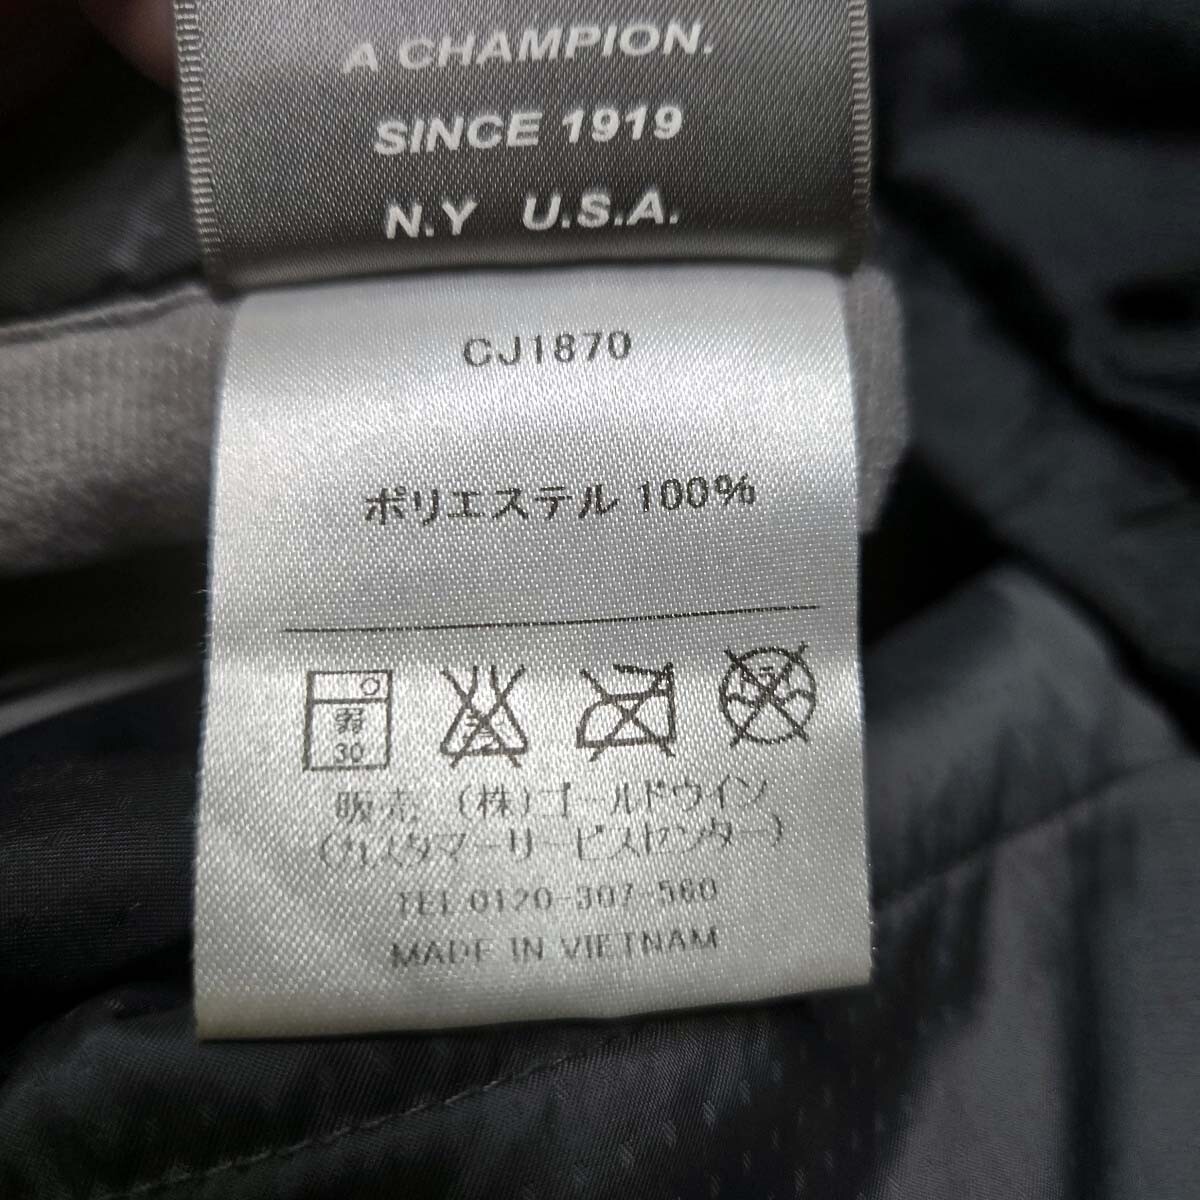 A CHAMPION.
SINCE 1919
N.Y U.S.A.
CJ1870
ポリエステル 100%
弱
30
販売 (株)ゴールドウイン
(カスタマーサービスセンター)
TEL 0120-307-560
MADE IN VIETNAM